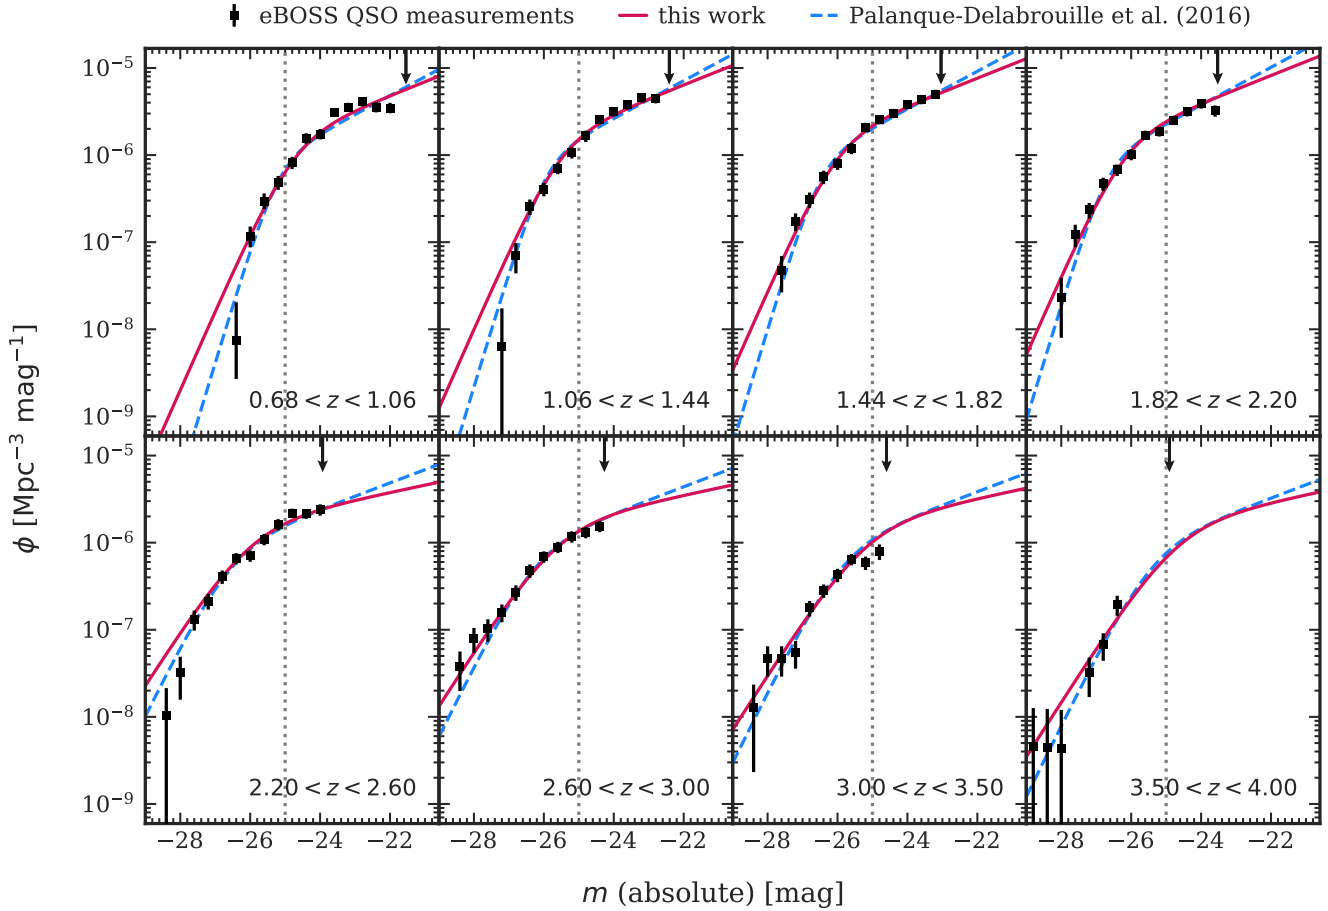 eBOSS QSO measurements this work Palanque-Delabrouille et al. (2016)
10⁻⁵
10⁻⁶
10⁻⁷
10⁻⁸
10⁻⁹
0.68 < z < 1.06 1.06 < z < 1.44 1.44 < z < 1.82 1.82 < z < 2.20
ϕ [Mpc⁻³ mag⁻¹]
10⁻⁵
10⁻⁶
10⁻⁷
10⁻⁸
10⁻⁹
2.20 < z < 2.60 2.60 < z < 3.00 3.00 < z < 3.50 3.50 < z < 4.00
−28 −26 −24 −22 −28 −26 −24 −22 −28 −26 −24 −22 −28 −26 −24 −22
m (absolute) [mag]